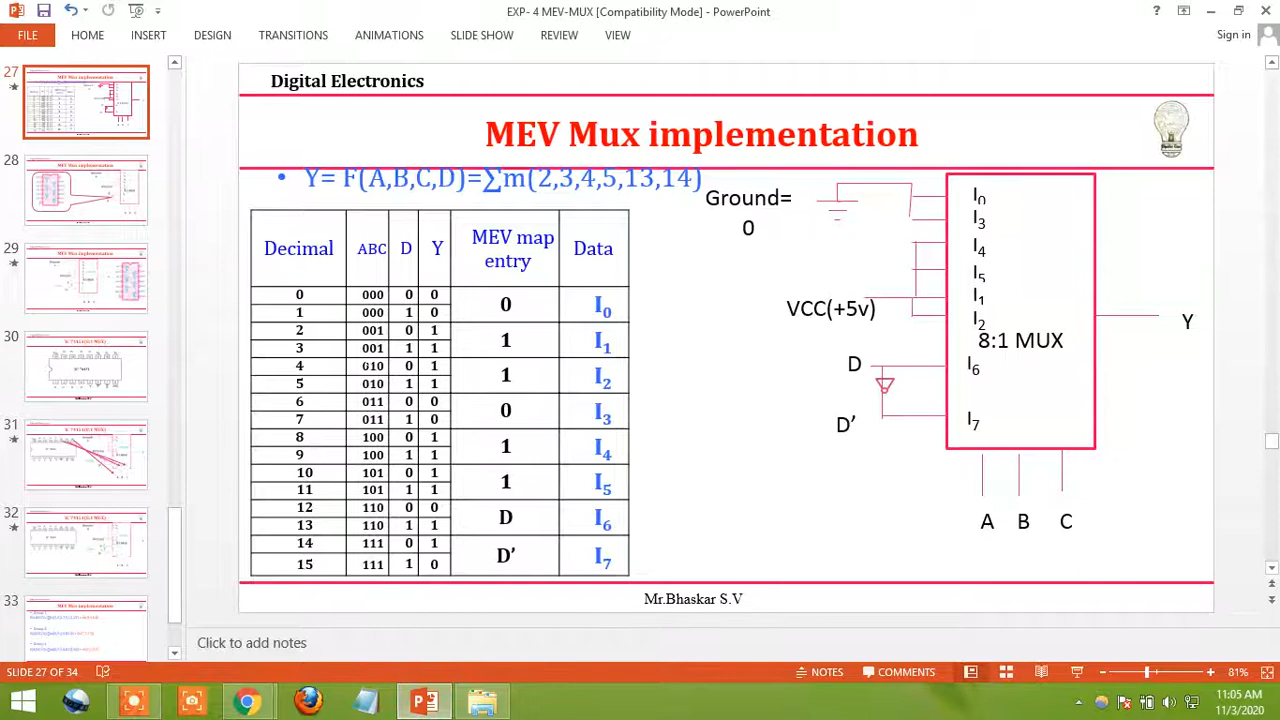 EXP- 4 MEV-MUX [Compatibility Mode] - PowerPoint
FILE HOME INSERT DESIGN TRANSITIONS ANIMATIONS SLIDE SHOW REVIEW VIEW Sign in
27
28
29
30
31
32
33
Digital Electronics
MEV Mux implementation
• Y= F(A,B,C,D)=∑m(2,3,4,5,13,14)
Decimal ABC D Y MEV map entry Data
0 000 0 0 0 I0
1 000 1 0
2 001 0 1 1 I1
3 001 1 1
4 010 0 1 1 I2
5 010 1 1
6 011 0 0 0 I3
7 011 1 0
8 100 0 1 1 I4
9 100 1 1
10 101 0 1 1 I5
11 101 1 1
12 110 0 0 D I6
13 110 1 1
14 111 0 1 D’ I7
15 111 1 0
Ground=
0
VCC(+5v)
D
D’
I0
I3
I4
I5
I1
I2
8:1 MUX
I6
I7
Y
A B C
Mr.Bhaskar S.V
Click to add notes
SLIDE 27 OF 34 NOTES COMMENTS 81%
11:05 AM
11/3/2020